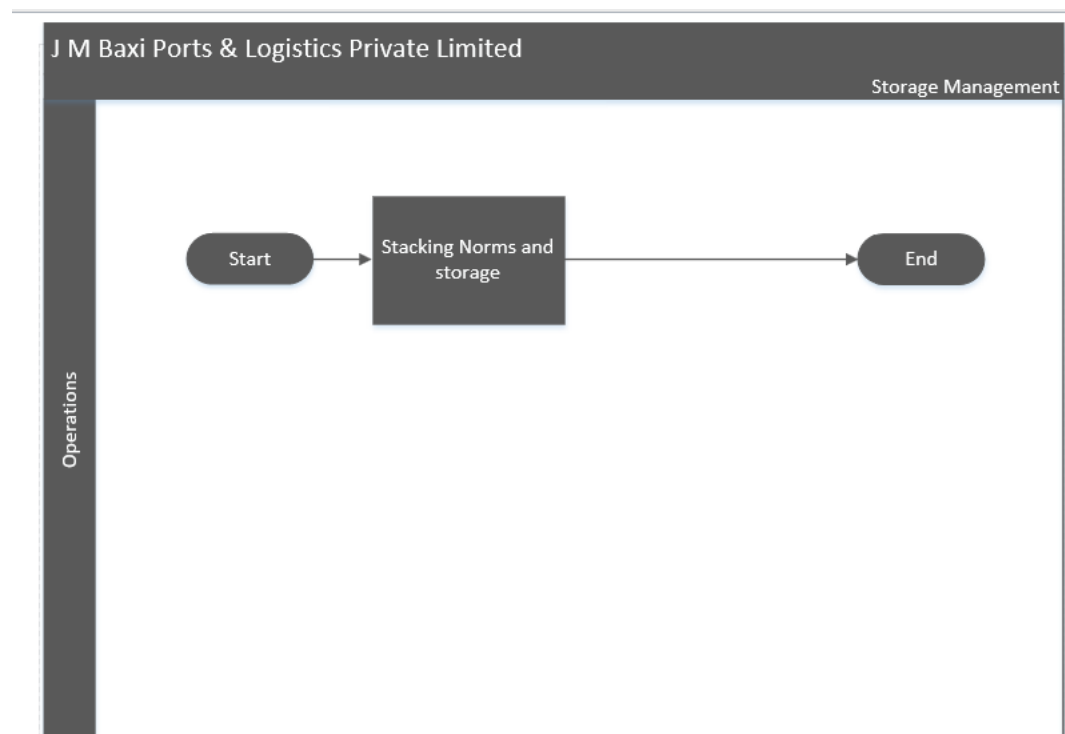 J M Baxi Ports & Logistics Private Limited
Storage Management
Start
Stacking Norms and
storage
End
Operations